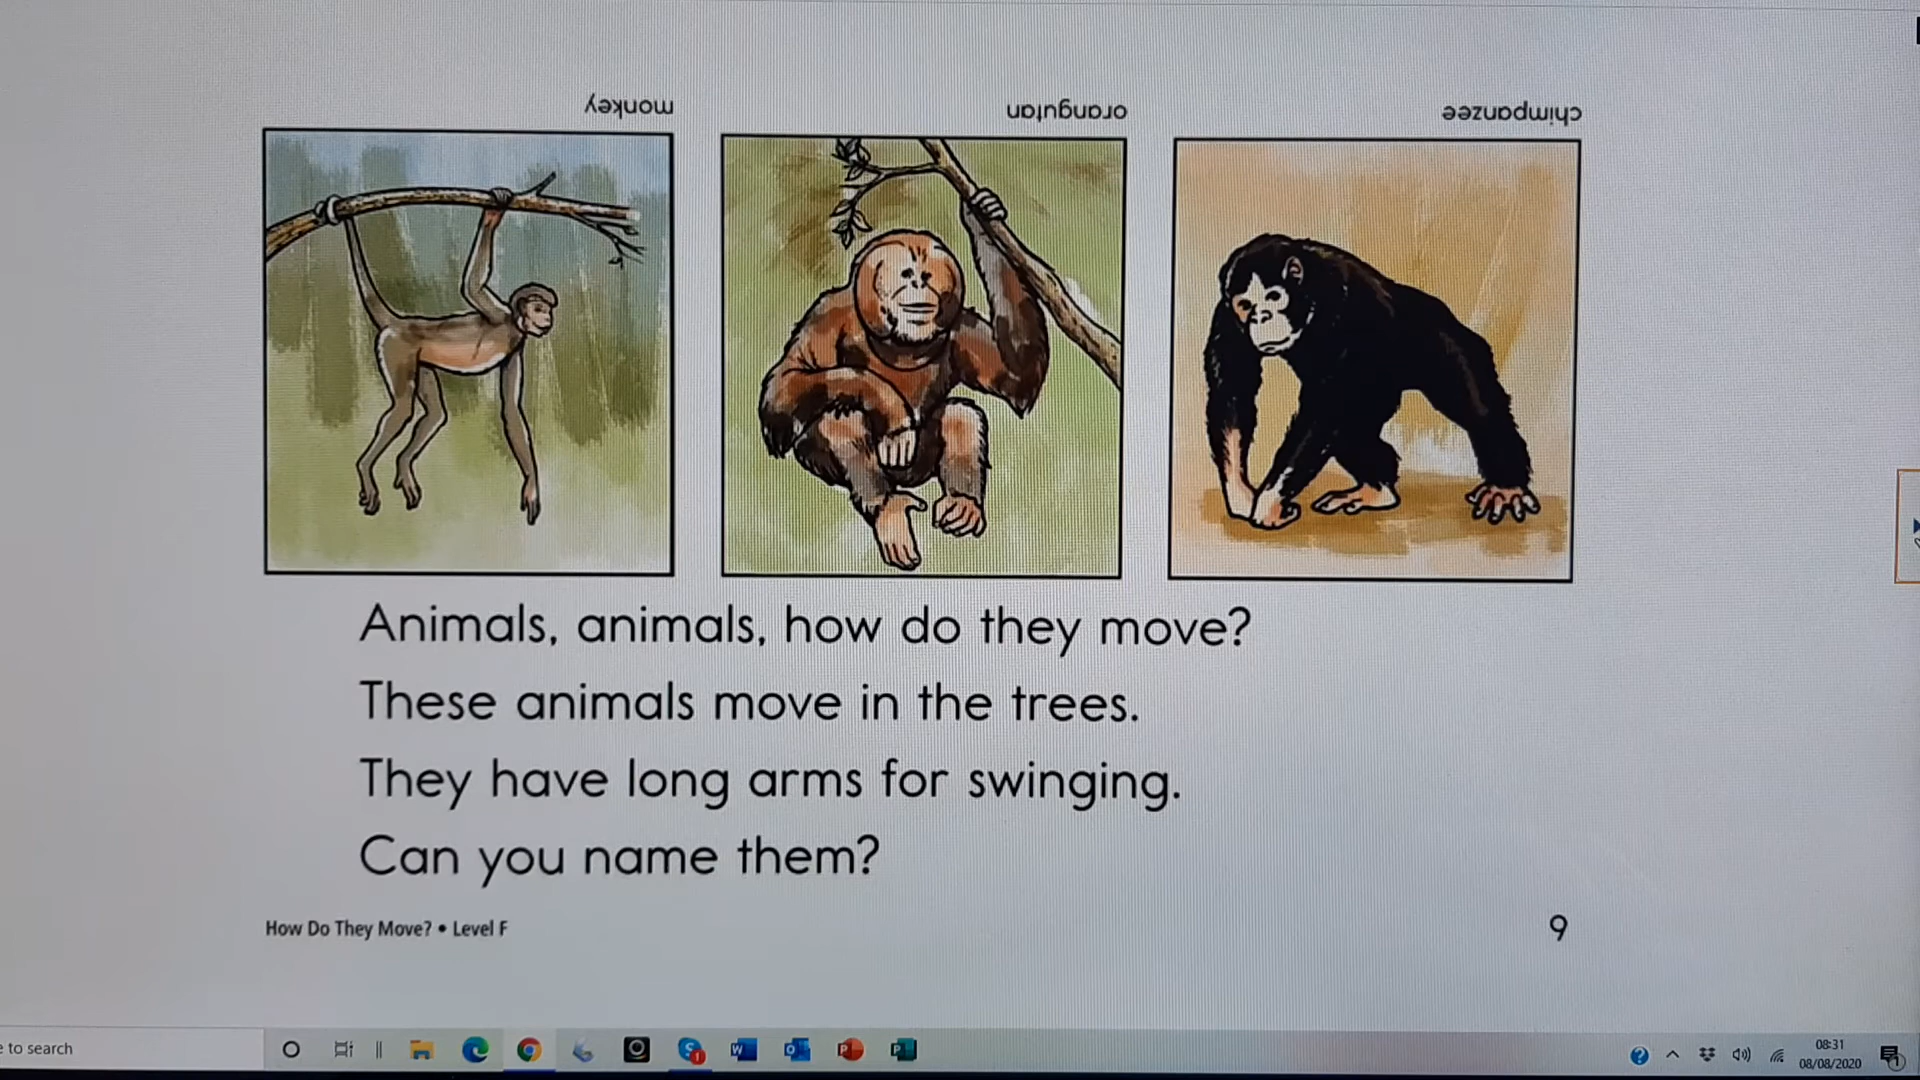 monkey
orangutan
chimpanzee
Animals, animals, how do they move?
These animals move in the trees.
They have long arms for swinging.
Can you name them?
How Do They Move? • Level F
9
e to search
08:31
08/08/2020